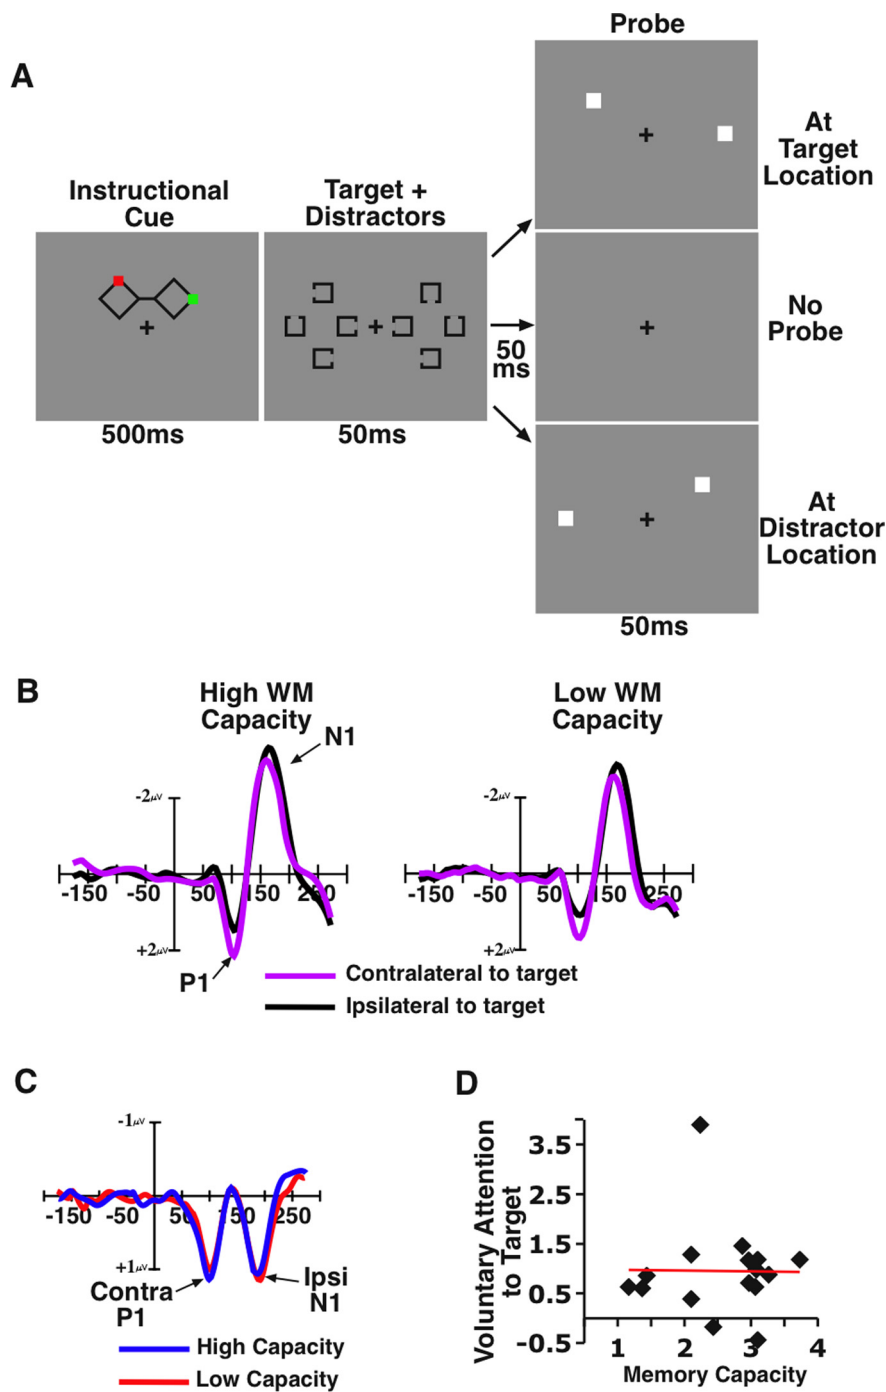 A
Probe
At
Target
Location
Instructional
Cue
Target +
Distractors
No
Probe
50
ms
500ms
50ms
At
Distractor
Location
50ms
B
High WM
Capacity
Low WM
Capacity
N1
-2μV
-2μV
-150 -50 50 150 250
-150 -50 50 150 250
+2μV
+2μV
P1
Contralateral to target
Ipsilateral to target
C
D
-1μV
-150 -50 50 150 250
+1μV
Contra
P1
Ipsi
N1
High Capacity
Low Capacity
Voluntary Attention
to Target
3.5
2.5
1.5
0.5
-0.5
1 2 3 4
Memory Capacity